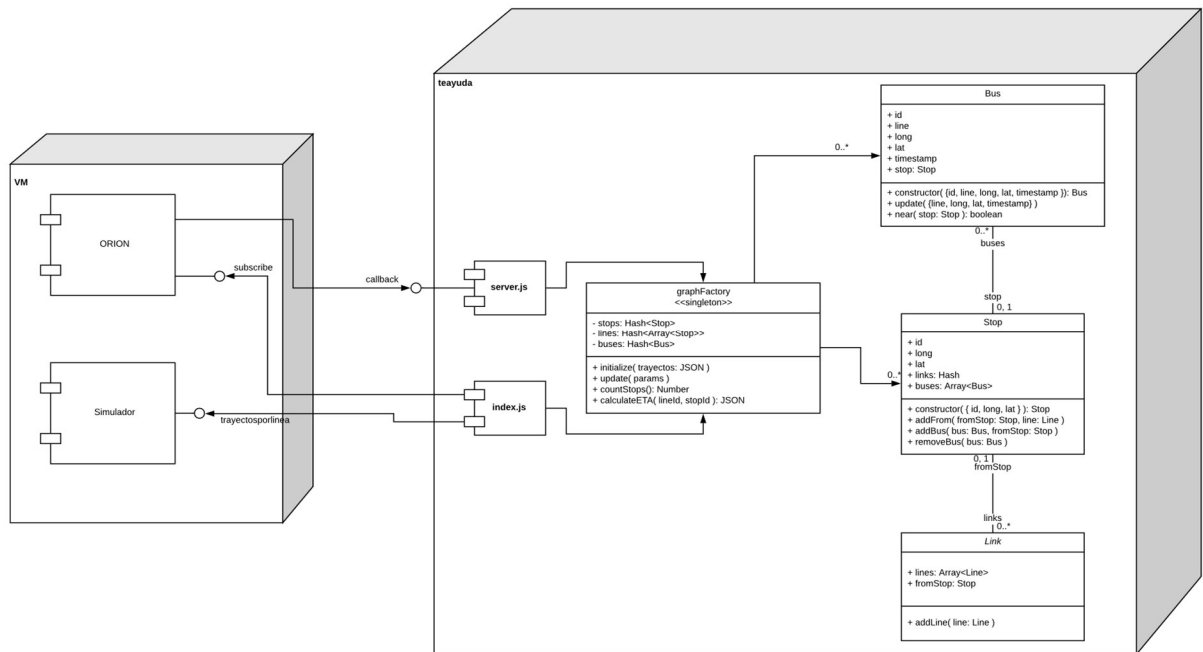 VM
ORION
subscribe
Simulador
trayectosporlinea
callback
teayuda
server.js
index.js
graphFactory
<<singleton>>
- stops: Hash<Stop>
- lines: Hash<Array<Stop>>
- buses: Hash<Bus>
+ initialize( trayectos: JSON )
+ update( params )
+ countStops(): Number
+ calculateETA( lineId, stopId ): JSON
0..*
0..*
Bus
+ id
+ line
+ long
+ lat
+ timestamp
+ stop: Stop
+ constructor( {id, line, long, lat, timestamp }): Bus
+ update( {line, long, lat, timestamp} )
+ near( stop: Stop ): boolean
0..*
buses
stop
0, 1
Stop
+ id
+ long
+ lat
+ links: Hash
+ buses: Array<Bus>
+ constructor( { id, long, lat } ): Stop
+ addFrom( fromStop: Stop, line: Line )
+ addBus( bus: Bus, fromStop: Stop )
+ removeBus( bus: Bus )
0, 1
fromStop
links
0..*
Link
+ lines: Array<Line>
+ fromStop: Stop
+ addLine( line: Line )